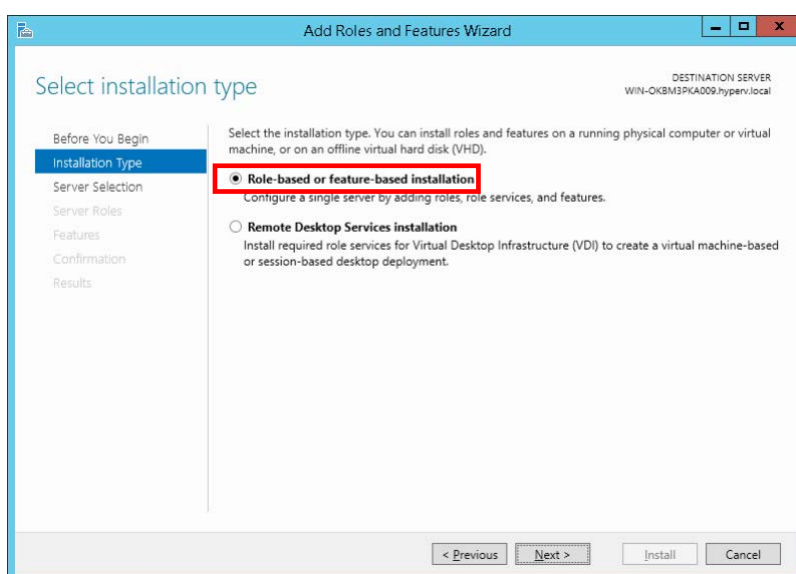 Add Roles and Features Wizard
Select installation type
DESTINATION SERVER
WIN-OKBM3PKA009.hyperv.local
Before You Begin
Installation Type
Server Selection
Server Roles
Features
Confirmation
Results
Select the installation type. You can install roles and features on a running physical computer or virtual
machine, or on an offline virtual hard disk (VHD).
Role-based or feature-based installation
Configure a single server by adding roles, role services, and features.
Remote Desktop Services installation
Install required role services for Virtual Desktop Infrastructure (VDI) to create a virtual machine-based
or session-based desktop deployment.
< Previous Next > Install Cancel